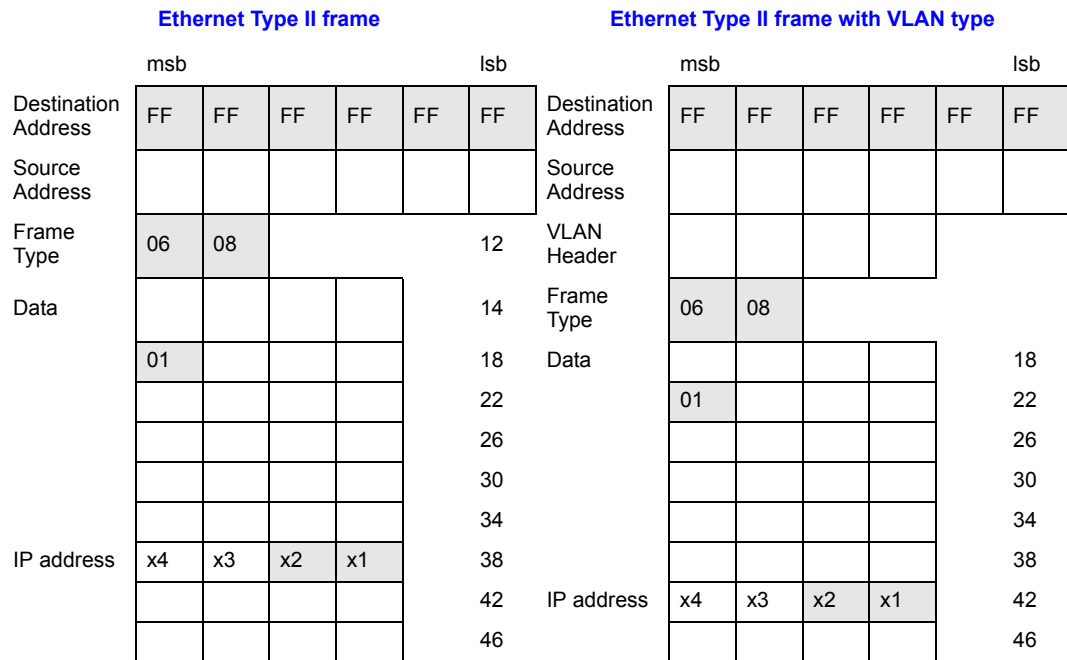 Ethernet Type II frame
msb lsb
Destination Address FF FF FF FF FF FF
Source Address
Frame Type 06 08 12
Data 14
01 18
22
26
30
34
IP address x4 x3 x2 x1 38
42
46
Ethernet Type II frame with VLAN type
msb lsb
Destination Address FF FF FF FF FF FF
Source Address
VLAN Header
Frame Type 06 08
Data 18
01 22
26
30
34
38
IP address x4 x3 x2 x1 42
46